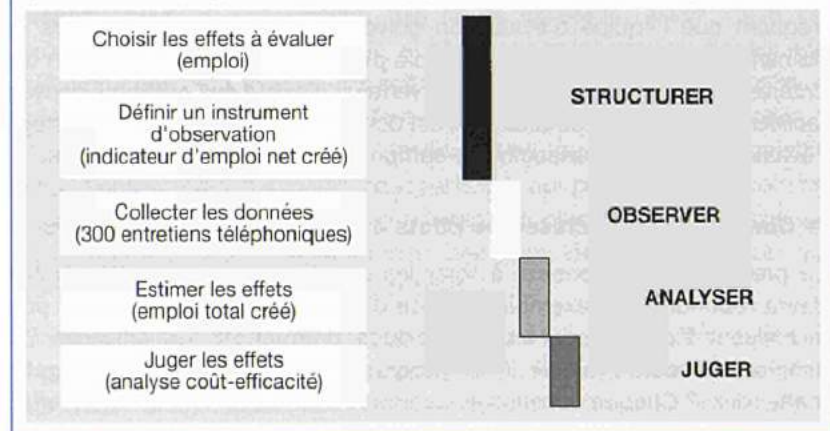 Choisir les effets à évaluer
(emploi)
STRUCTURER
Définir un instrument
d'observation
(indicateur d'emploi net créé)
Collecter les données
(300 entretiens téléphoniques)
OBSERVER
Estimer les effets
(emploi total créé)
ANALYSER
Juger les effets
(analyse coût-efficacité)
JUGER